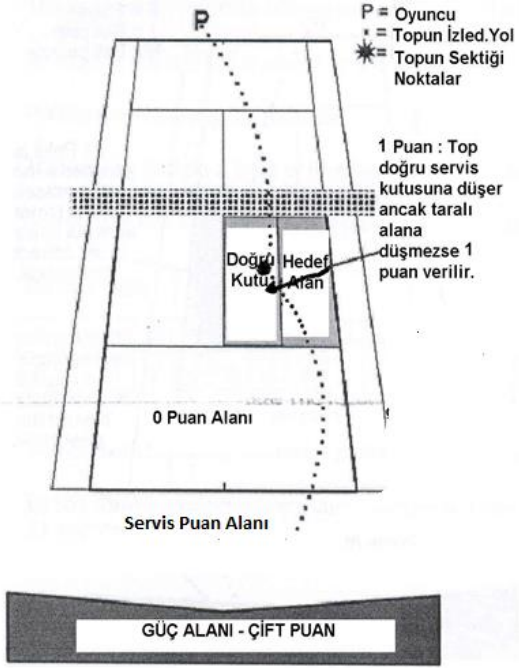 P
P = Oyuncu
= Topun İzled.Yol
= Topun Sektiği
Noktalar
1 Puan : Top
doğru servis
kutusuna düşer
ancak taralı
alana
düşmezse 1
puan verilir.
Doğru Hedef
Kutu Alan
0 Puan Alanı
Servis Puan Alanı
GÜÇ ALANI - ÇİFT PUAN